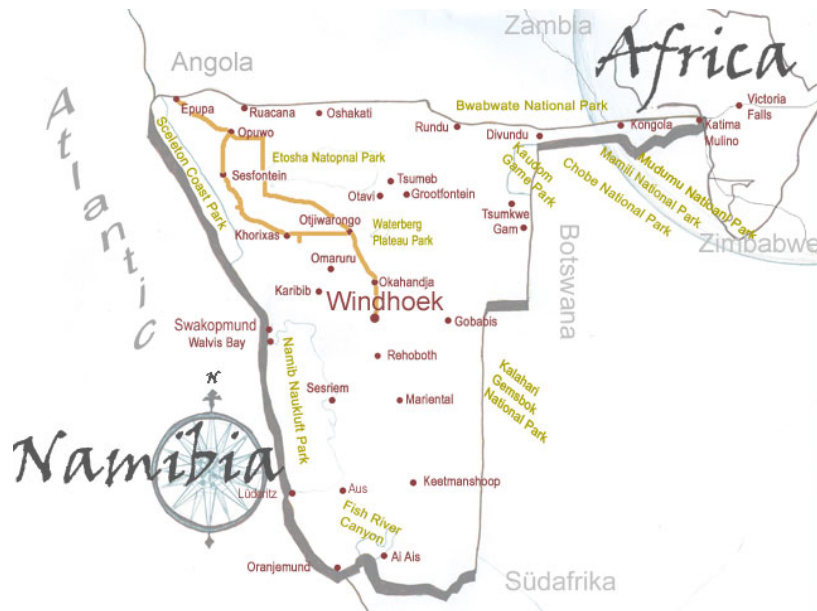 Zambia
Africa
Angola
Atlantic
Epupa
Ruacana
Oshakati
Bwabwate National Park
Victoria
Falls
Opuwo
Rundu
Divundu
Kongola
Katima
Mulino
Sceleton Coast Park
Etosha Natopnal Park
Kaudom
Game Park
Mudumu Natioanl Park
Mamili National Park
Chobe National Park
Sesfontein
Tsumeb
Otavi
Grootfontein
Tsumkwe
Gam
Otjiwarongo
Waterberg
Plateau Park
Khorixas
Zimbabwe
Botswana
Omaruru
Okahandja
Karibib
Windhoek
Swakopmund
Walvis Bay
Gobabis
Rehoboth
Namib Naukluft Park
Kalahari
Gemsbok
National Park
N
Sesriem
Mariental
Namibia
Lüderitz
Aus
Keetmanshoop
Fish River
Canyon
Ai Ais
Oranjemund
Südafrika